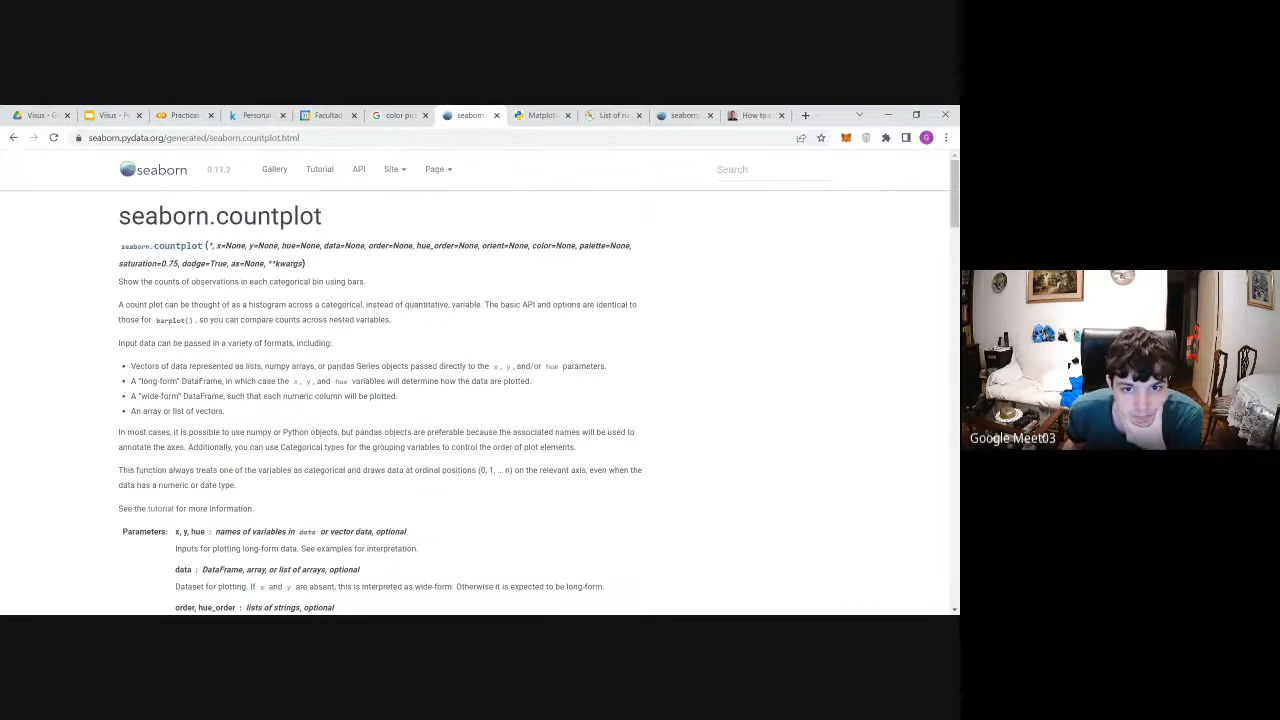 Visus - G
Visus - P
Practicas
Personal
Facultad
color pic
seaborn.
Matplotl
List of n
seaborn.
How to
seaborn.pydata.org/generated/seaborn.countplot.html
seaborn 0.11.2 Gallery Tutorial API Site Page Search
seaborn.countplot
seaborn.countplot (*, x=None, y=None, hue=None, data=None, order=None, hue_order=None, orient=None, color=None, palette=None,
saturation=0.75, dodge=True, ax=None, **kwargs)
Show the counts of observations in each categorical bin using bars.
A count plot can be thought of as a histogram across a categorical, instead of quantitative, variable. The basic API and options are identical to
those for barplot(), so you can compare counts across nested variables.
Input data can be passed in a variety of formats, including:
• Vectors of data represented as lists, numpy arrays, or pandas Series objects passed directly to the x, y, and/or hue parameters.
• A "long-form" DataFrame, in which case the x, y, and hue variables will determine how the data are plotted.
• A "wide-form" DataFrame, such that each numeric column will be plotted.
• An array or list of vectors.
In most cases, it is possible to use numpy or Python objects, but pandas objects are preferable because the associated names will be used to
annotate the axes. Additionally, you can use Categorical types for the grouping variables to control the order of plot elements.
This function always treats one of the variables as categorical and draws data at ordinal positions (0, 1, … n) on the relevant axis, even when the
data has a numeric or date type.
See the tutorial for more information.
Parameters: x, y, hue : names of variables in data or vector data, optional
Inputs for plotting long-form data. See examples for interpretation.
data : DataFrame, array, or list of arrays, optional
Dataset for plotting. If x and y are absent, this is interpreted as wide-form. Otherwise it is expected to be long-form.
order, hue_order : lists of strings, optional
Google Meet03